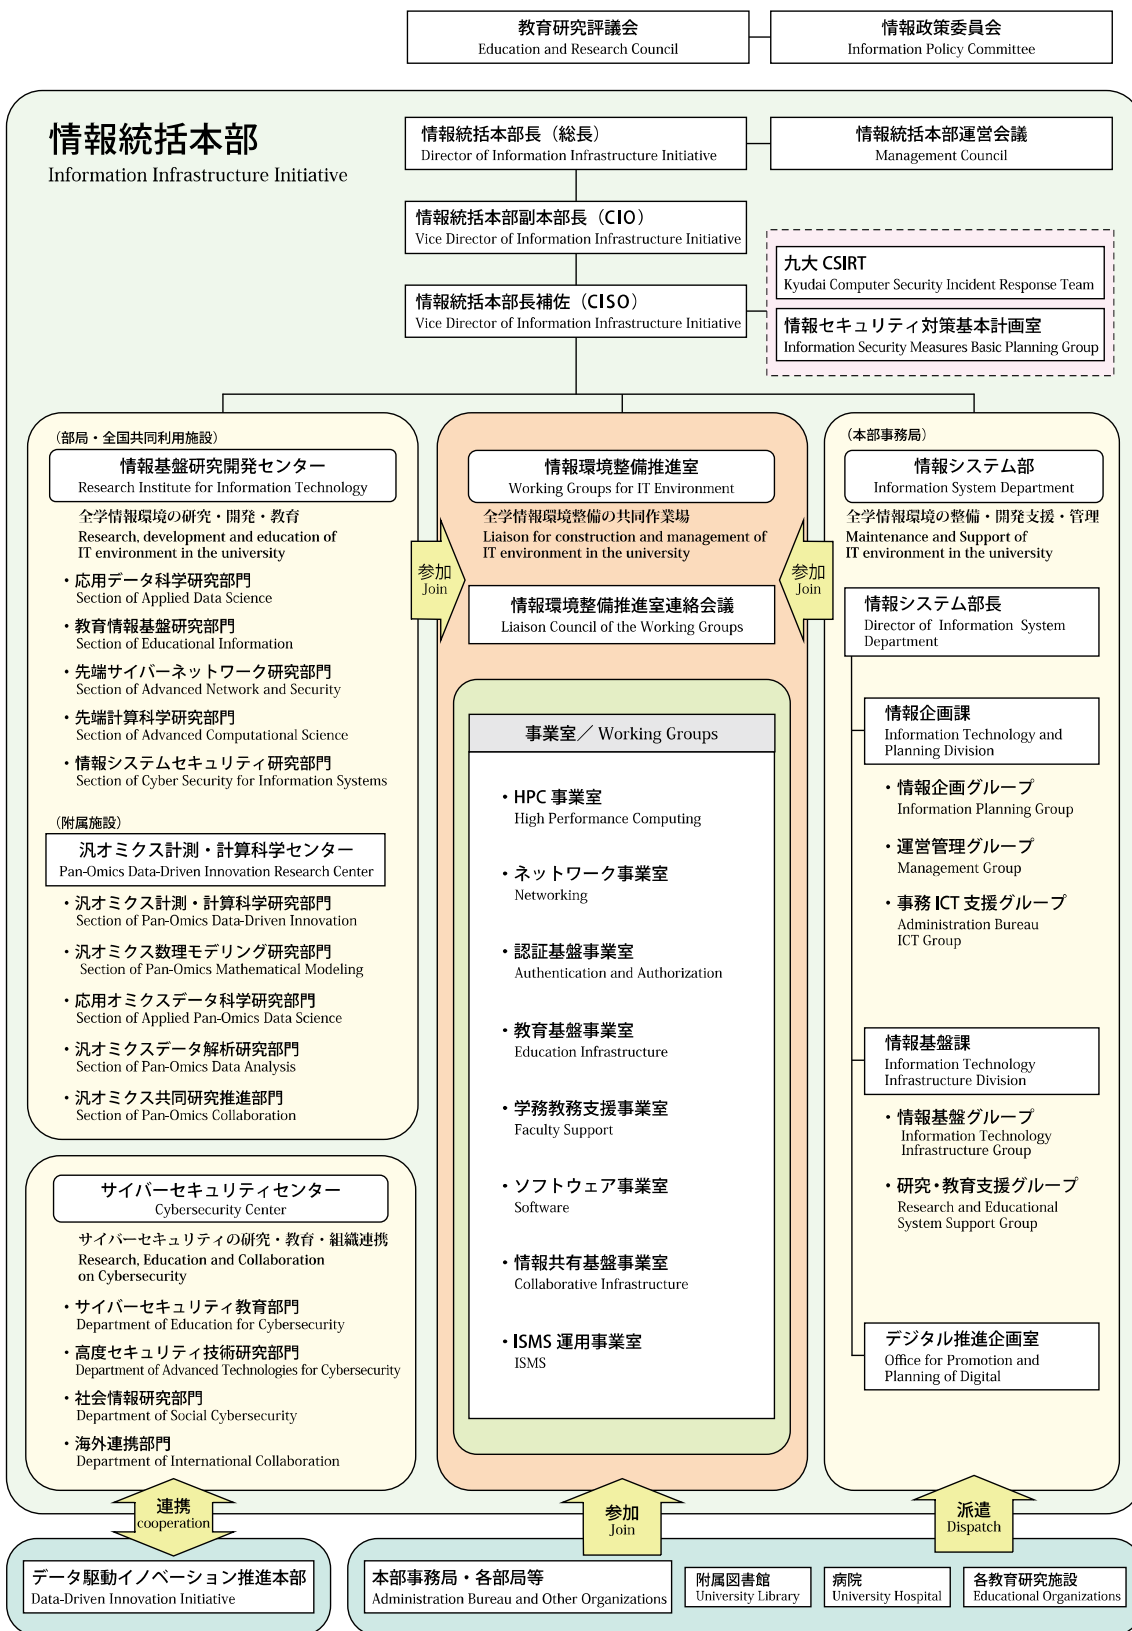 教育研究評議会
Education and Research Council
情報政策委員会
Information Policy Committee
情報統括本部
Information Infrastructure Initiative
情報統括本部長（総長）
Director of Information Infrastructure Initiative
情報統括本部運営会議
Management Council
情報統括本部副本部長（CIO）
Vice Director of Information Infrastructure Initiative
情報統括本部長補佐（CISO）
Vice Director of Information Infrastructure Initiative
九大 CSIRT
Kyudai Computer Security Incident Response Team
情報セキュリティ対策基本計画室
Information Security Measures Basic Planning Group
（部局・全国共同利用施設）
情報基盤研究開発センター
Research Institute for Information Technology
全学情報環境の研究・開発・教育
Research, development and education of
IT environment in the university
・応用データ科学研究部門
Section of Applied Data Science
・教育情報基盤研究部門
Section of Educational Information
・先端サイバーネットワーク研究部門
Section of Advanced Network and Security
・先端計算科学研究部門
Section of Advanced Computational Science
・情報システムセキュリティ研究部門
Section of Cyber Security for Information Systems
（附属施設）
汎オミクス計測・計算科学センター
Pan-Omics Data-Driven Innovation Research Center
・汎オミクス計測・計算科学研究部門
Section of Pan-Omics Data-Driven Innovation
・汎オミクス数理モデリング研究部門
Section of Pan-Omics Mathematical Modeling
・応用オミクスデータ科学研究部門
Section of Applied Pan-Omics Data Science
・汎オミクスデータ解析研究部門
Section of Pan-Omics Data Analysis
・汎オミクス共同研究推進部門
Section of Pan-Omics Collaboration
サイバーセキュリティセンター
Cybersecurity Center
サイバーセキュリティの研究・教育・組織連携
Research, Education and Collaboration
on Cybersecurity
・サイバーセキュリティ教育部門
Department of Education for Cybersecurity
・高度セキュリティ技術研究部門
Department of Advanced Technologies for Cybersecurity
・社会情報研究部門
Department of Social Cybersecurity
・海外連携部門
Department of International Collaboration
参加
Join
情報環境整備推進室
Working Groups for IT Environment
全学情報環境整備の共同作業場
Liaison for construction and management of
IT environment in the university
情報環境整備推進室連絡会議
Liaison Council of the Working Groups
事業室／ Working Groups
・HPC 事業室
High Performance Computing
・ネットワーク事業室
Networking
・認証基盤事業室
Authentication and Authorization
・教育基盤事業室
Education Infrastructure
・学務教務支援事業室
Faculty Support
・ソフトウェア事業室
Software
・情報共有基盤事業室
Collaborative Infrastructure
・ISMS 運用事業室
ISMS
参加
Join
（本部事務局）
情報システム部
Information System Department
全学情報環境の整備・開発支援・管理
Maintenance and Support of
IT environment in the university
情報システム部長
Director of Information System
Department
情報企画課
Information Technology and
Planning Division
・情報企画グループ
Information Planning Group
・運営管理グループ
Management Group
・事務 ICT 支援グループ
Administration Bureau
ICT Group
情報基盤課
Information Technology
Infrastructure Division
・情報基盤グループ
Information Technology
Infrastructure Group
・研究・教育支援グループ
Research and Educational
System Support Group
デジタル推進企画室
Office for Promotion and
Planning of Digital
連携
cooperation
参加
Join
派遣
Dispatch
データ駆動イノベーション推進本部
Data-Driven Innovation Initiative
本部事務局・各部局等
Administration Bureau and Other Organizations
附属図書館
University Library
病院
University Hospital
各教育研究施設
Educational Organizations